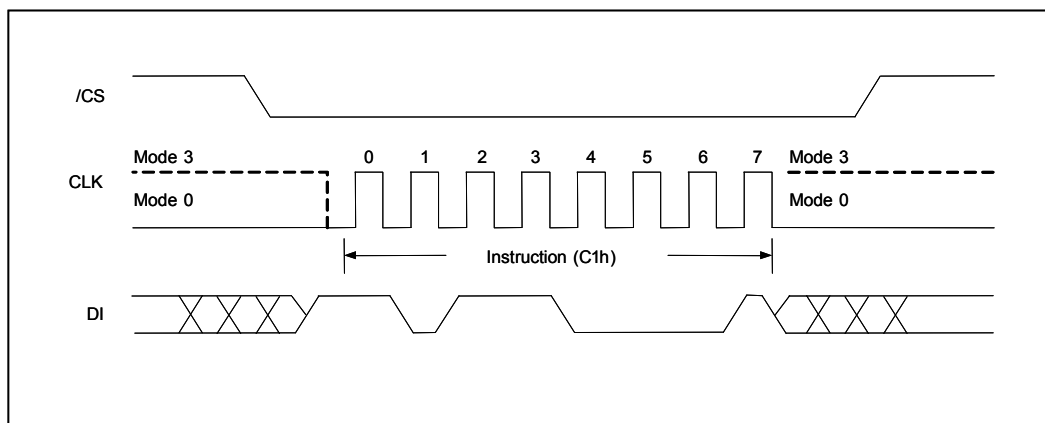 /CS
Mode 3 0 1 2 3 4 5 6 7 Mode 3
CLK
Mode 0 Mode 0
Instruction (C1h)
DI